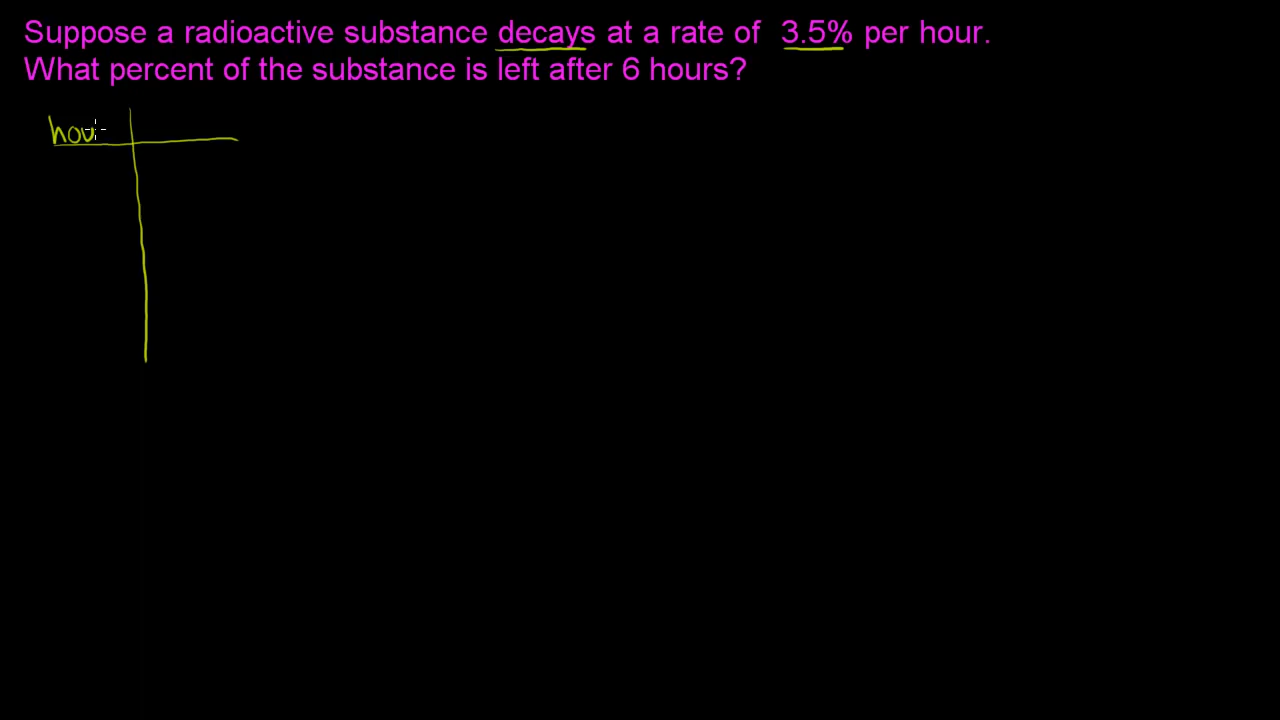 Suppose a radioactive substance decays at a rate of 3.5% per hour.
What percent of the substance is left after 6 hours?
hou